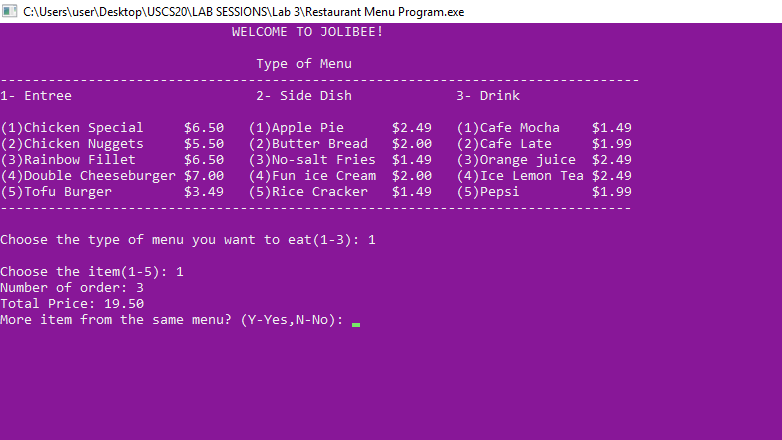 C:\Users\user\Desktop\USCS20\LAB SESSIONS\Lab 3\Restaurant Menu Program.exe
WELCOME TO JOLIBEE!
Type of Menu
--------------------------------------------------------------------------------
1- Entree 2- Side Dish 3- Drink
(1)Chicken Special $6.50 (1)Apple Pie $2.49 (1)Cafe Mocha $1.49
(2)Chicken Nuggets $5.50 (2)Butter Bread $2.00 (2)Cafe Late $1.99
(3)Rainbow Fillet $6.50 (3)No-salt Fries $1.49 (3)Orange juice $2.49
(4)Double Cheeseburger $7.00 (4)Fun ice Cream $2.00 (4)Ice Lemon Tea $2.49
(5)Tofu Burger $3.49 (5)Rice Cracker $1.49 (5)Pepsi $1.99
-------------------------------------------------------------------------------
Choose the type of menu you want to eat(1-3): 1
Choose the item(1-5): 1
Number of order: 3
Total Price: 19.50
More item from the same menu? (Y-Yes,N-No):